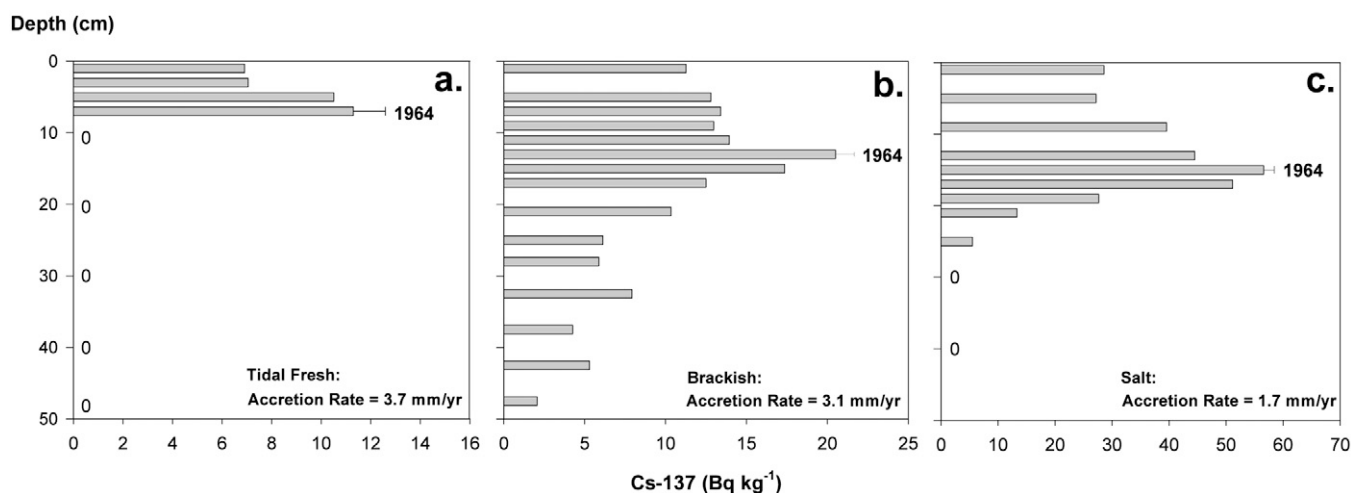 Depth (cm)
0
10
20
30
40
50
a.
1964
0
0
0
0
0
Tidal Fresh:
Accretion Rate = 3.7 mm/yr
0 2 4 6 8 10 12 14 16
b.
1964
Brackish:
Accretion Rate = 3.1 mm/yr
0 5 10 15 20 25
c.
1964
0
0
Salt:
Accretion Rate = 1.7 mm/yr
0 10 20 30 40 50 60 70
Cs-137 (Bq kg⁻¹)